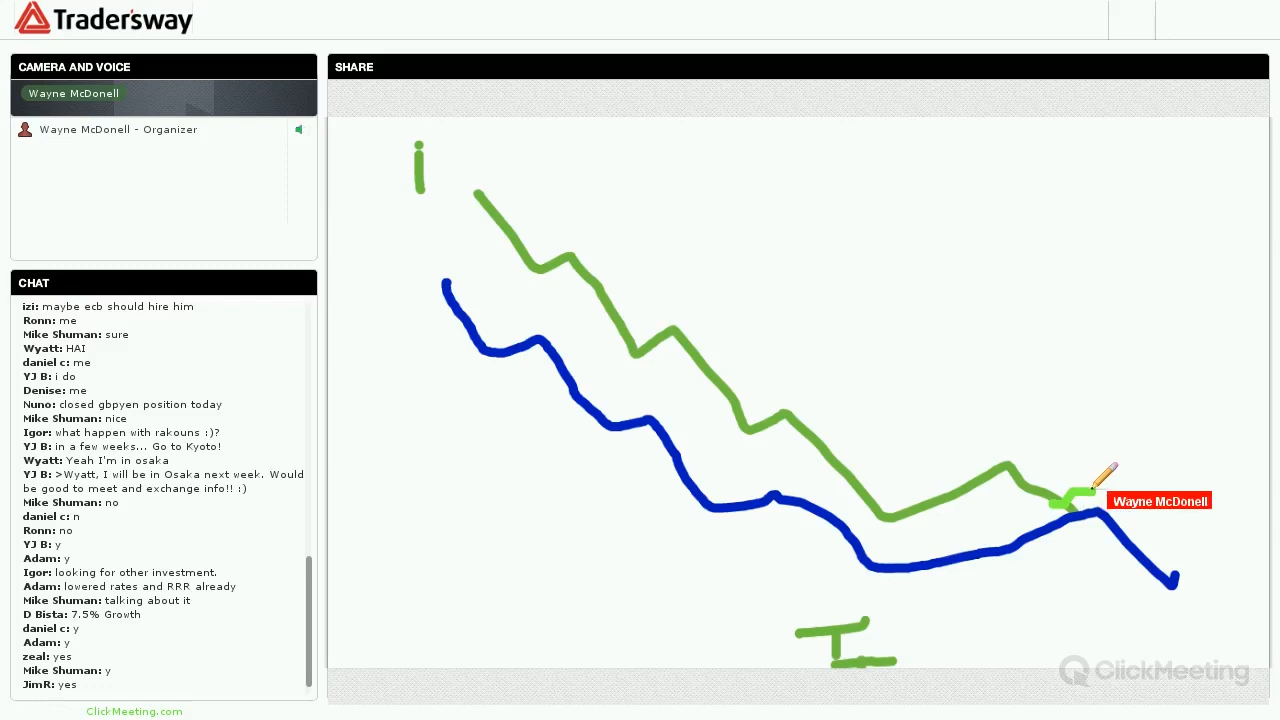 Trader'sway
CAMERA AND VOICE
Wayne McDonell
Wayne McDonell - Organizer
CHAT
izi: maybe ecb should hire him
Ronn: me
Mike Shuman: sure
Wyatt: HAI
daniel c: me
YJ B: i do
Denise: me
Nuno: closed gbpyen position today
Mike Shuman: nice
Igor: what happen with rakouns :)?
YJ B: in a few weeks... Go to Kyoto!
Wyatt: Yeah I'm in osaka
YJ B: >Wyatt, I will be in Osaka next week. Would
be good to meet and exchange info!! :)
Mike Shuman: no
daniel c: n
Ronn: no
YJ B: y
Adam: y
Igor: looking for other investment.
Adam: lowered rates and RRR already
Mike Shuman: talking about it
D Bista: 7.5% Growth
daniel c: y
Adam: y
zeal: yes
Mike Shuman: y
JimR: yes
ClickMeeting.com
SHARE
i
Wayne McDonell
I
ClickMeeting